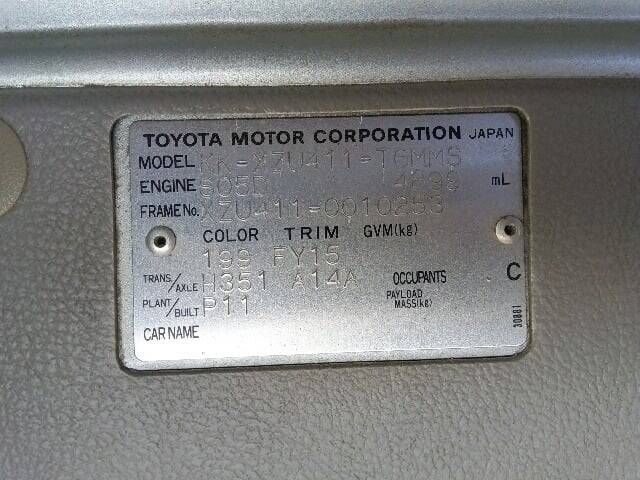 TOYOTA MOTOR CORPORATION JAPAN
MODEL KK-XZU411-TGMMS
ENGINE S05D 4899 mL
FRAME No. XZU411-0010253
COLOR TRIM GVM(kg)
199 FY15
TRANS./AXLE H351 A14A OCCUPANTS C
PLANT/BUILT P11 PAYLOAD MASS(kg)
CAR NAME
30881